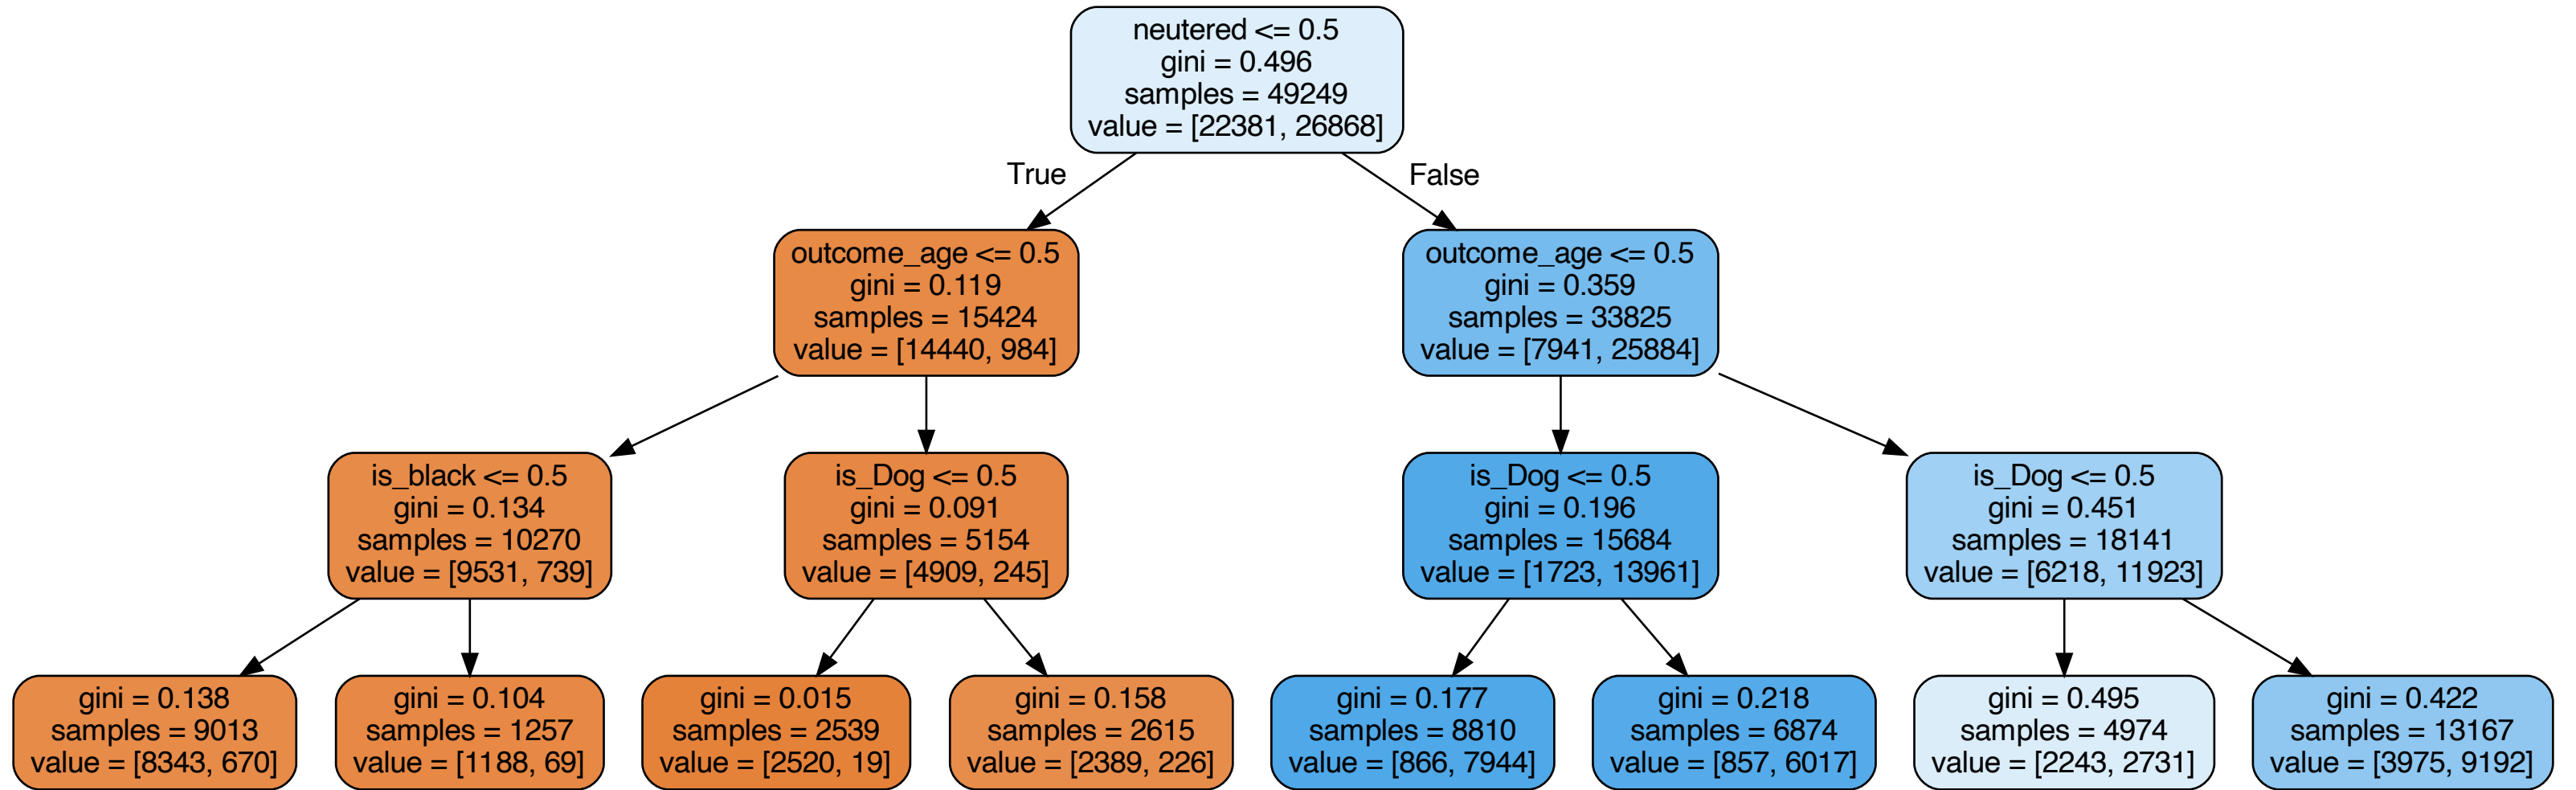 neutered <= 0.5
gini = 0.496
samples = 49249
value = [22381, 26868]
True
False
outcome_age <= 0.5
gini = 0.119
samples = 15424
value = [14440, 984]
outcome_age <= 0.5
gini = 0.359
samples = 33825
value = [7941, 25884]
is_black <= 0.5
gini = 0.134
samples = 10270
value = [9531, 739]
is_Dog <= 0.5
gini = 0.091
samples = 5154
value = [4909, 245]
is_Dog <= 0.5
gini = 0.196
samples = 15684
value = [1723, 13961]
is_Dog <= 0.5
gini = 0.451
samples = 18141
value = [6218, 11923]
gini = 0.138
samples = 9013
value = [8343, 670]
gini = 0.104
samples = 1257
value = [1188, 69]
gini = 0.015
samples = 2539
value = [2520, 19]
gini = 0.158
samples = 2615
value = [2389, 226]
gini = 0.177
samples = 8810
value = [866, 7944]
gini = 0.218
samples = 6874
value = [857, 6017]
gini = 0.495
samples = 4974
value = [2243, 2731]
gini = 0.422
samples = 13167
value = [3975, 9192]